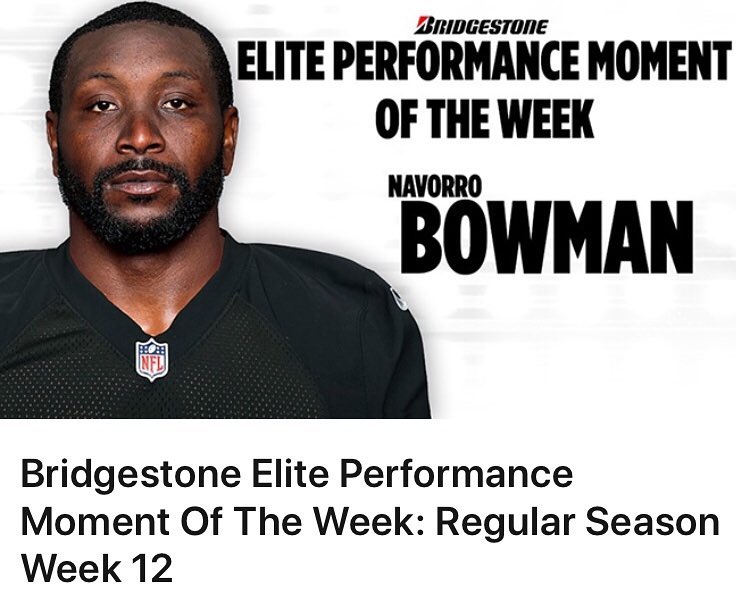 BRIDGESTONE
ELITE PERFORMANCE MOMENT
OF THE WEEK
NAVORRO
BOWMAN
NFL
Bridgestone Elite Performance
Moment Of The Week: Regular Season
Week 12